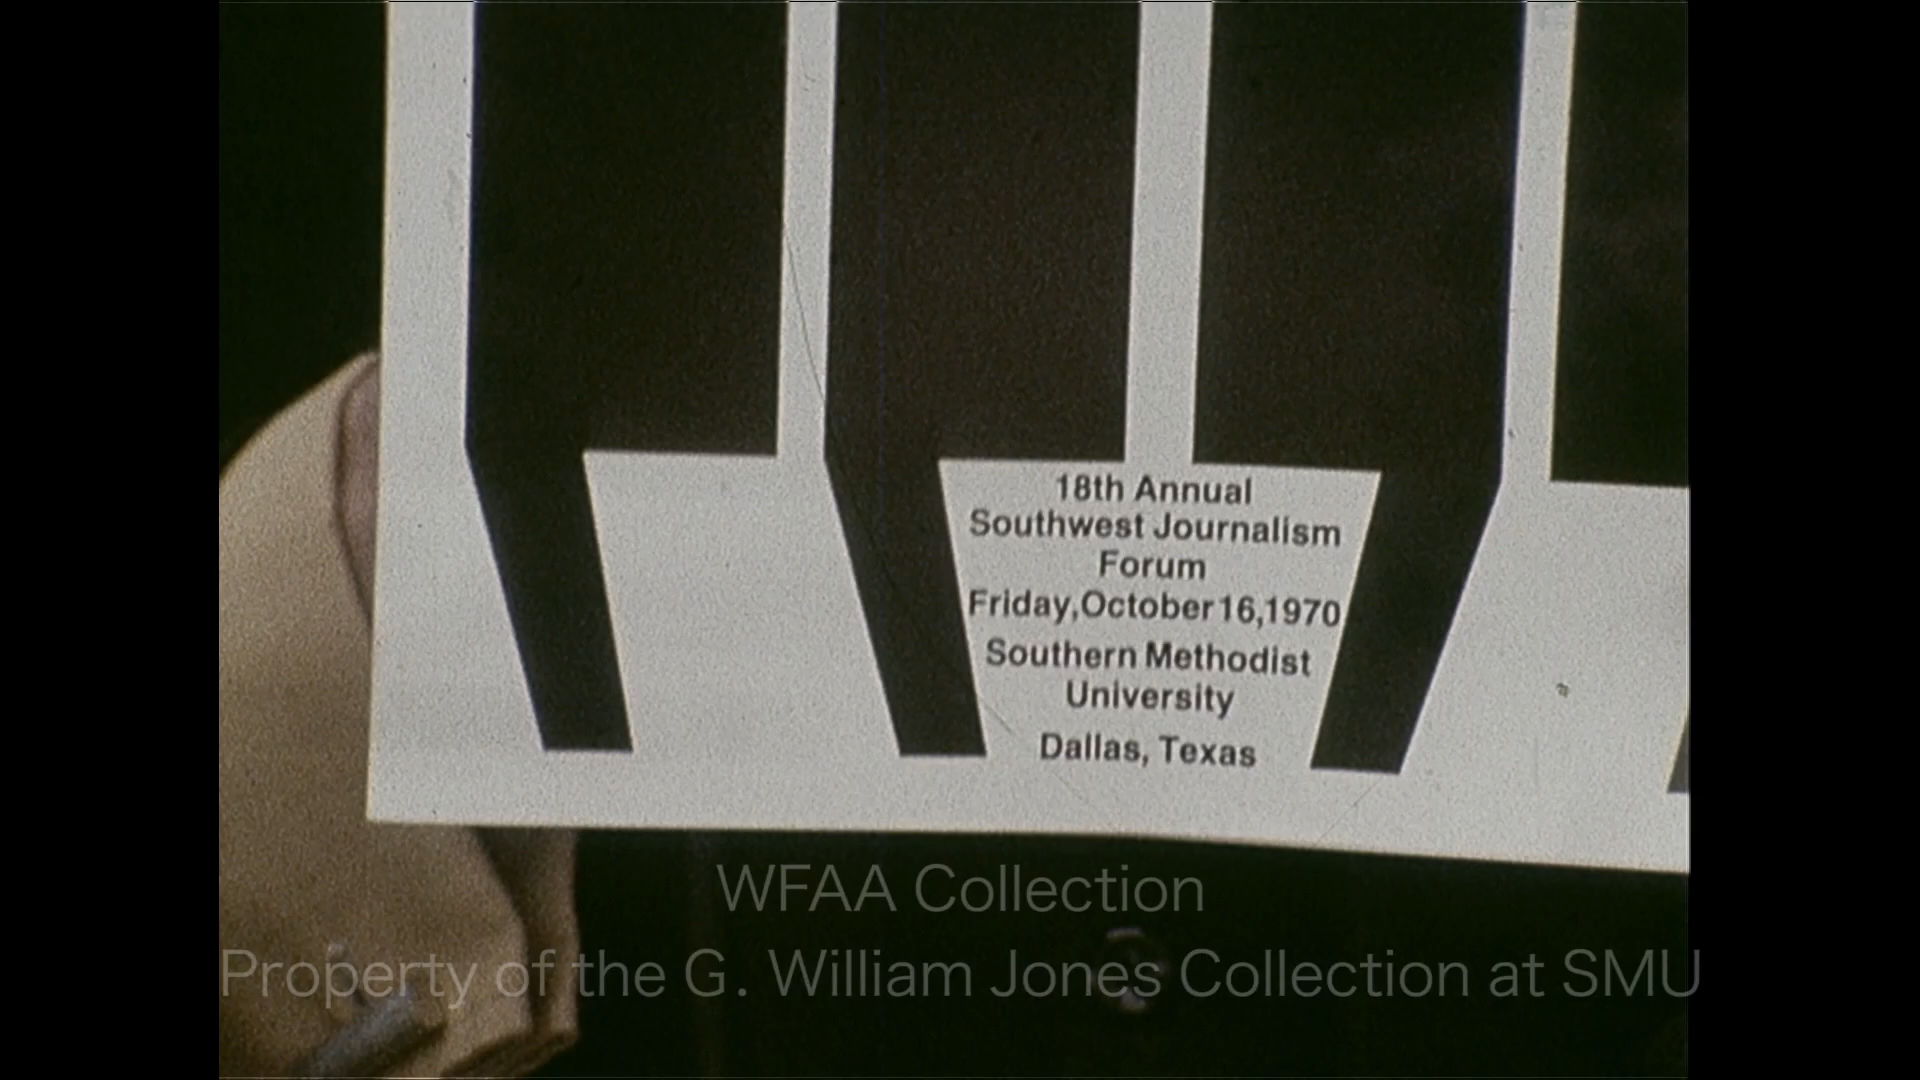 18th Annual
Southwest Journalism
Forum
Friday,October 16,1970
Southern Methodist
University
Dallas, Texas
WFAA Collection
Property of the G. William Jones Collection at SMU